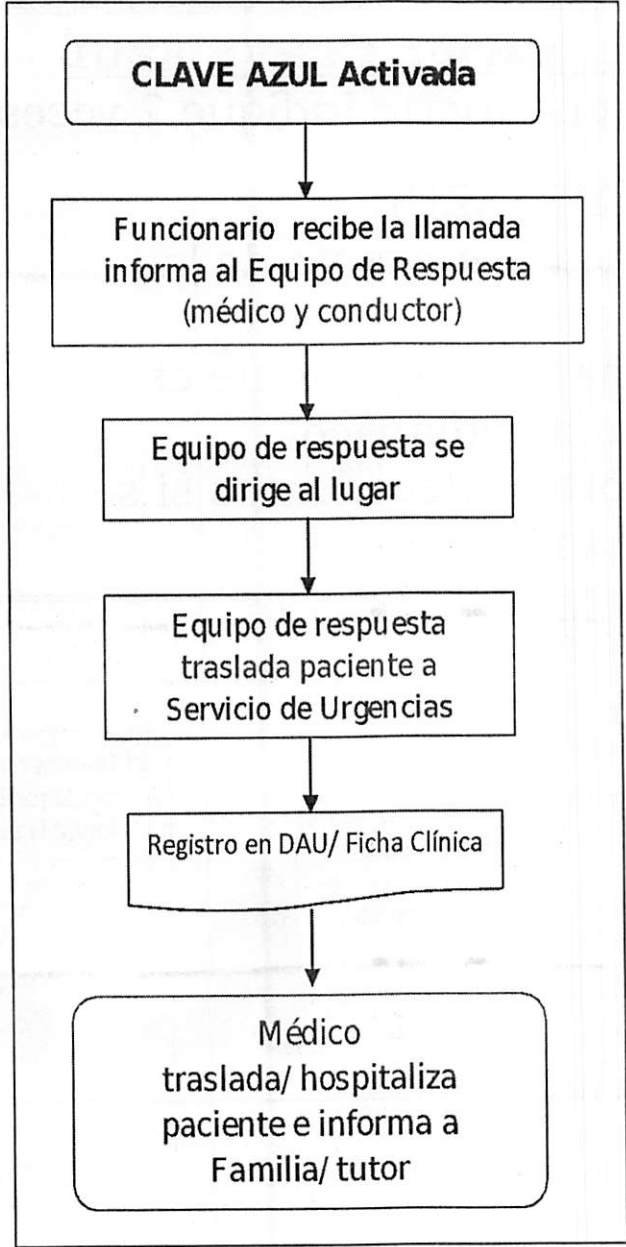 CLAVE AZUL Activada
Funcionario recibe la llamada
informa al Equipo de Respuesta
(médico y conductor)
Equipo de respuesta se
dirige al lugar
Equipo de respuesta
traslada paciente a
Servicio de Urgencias
Registro en DAU/ Ficha Clínica
Médico
traslada/ hospitaliza
paciente e informa a
Familia/ tutor